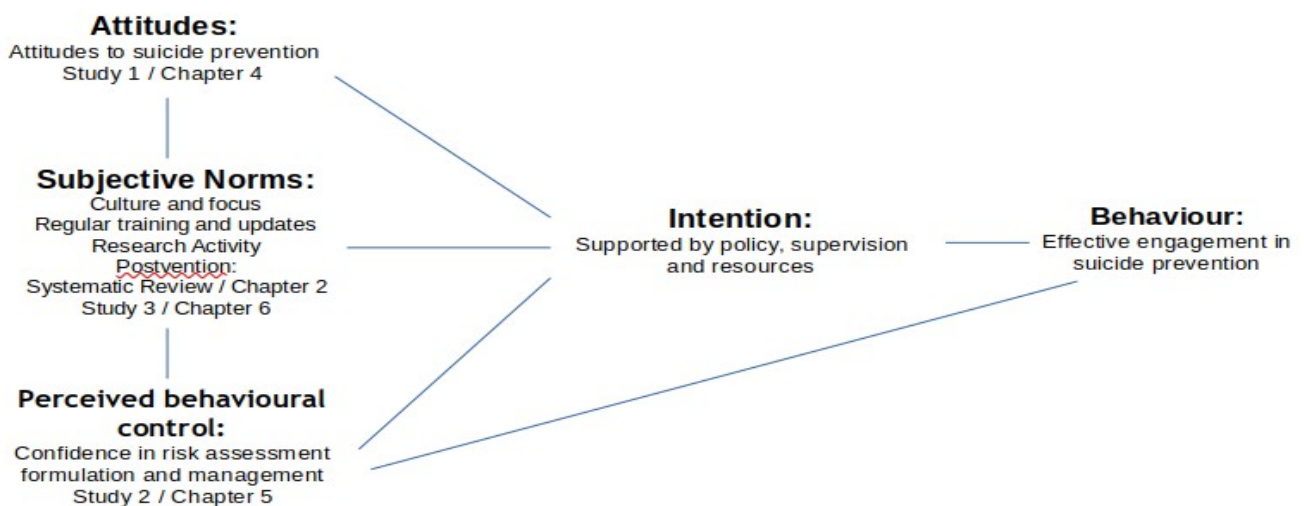 Attitudes:
Attitudes to suicide prevention
Study 1 / Chapter 4
Subjective Norms:
Culture and focus
Regular training and updates
Research Activity
Postvention:
Systematic Review / Chapter 2
Study 3 / Chapter 6
Perceived behavioural
control:
Confidence in risk assessment
formulation and management
Study 2 / Chapter 5
Intention:
Supported by policy, supervision
and resources
Behaviour:
Effective engagement in
suicide prevention